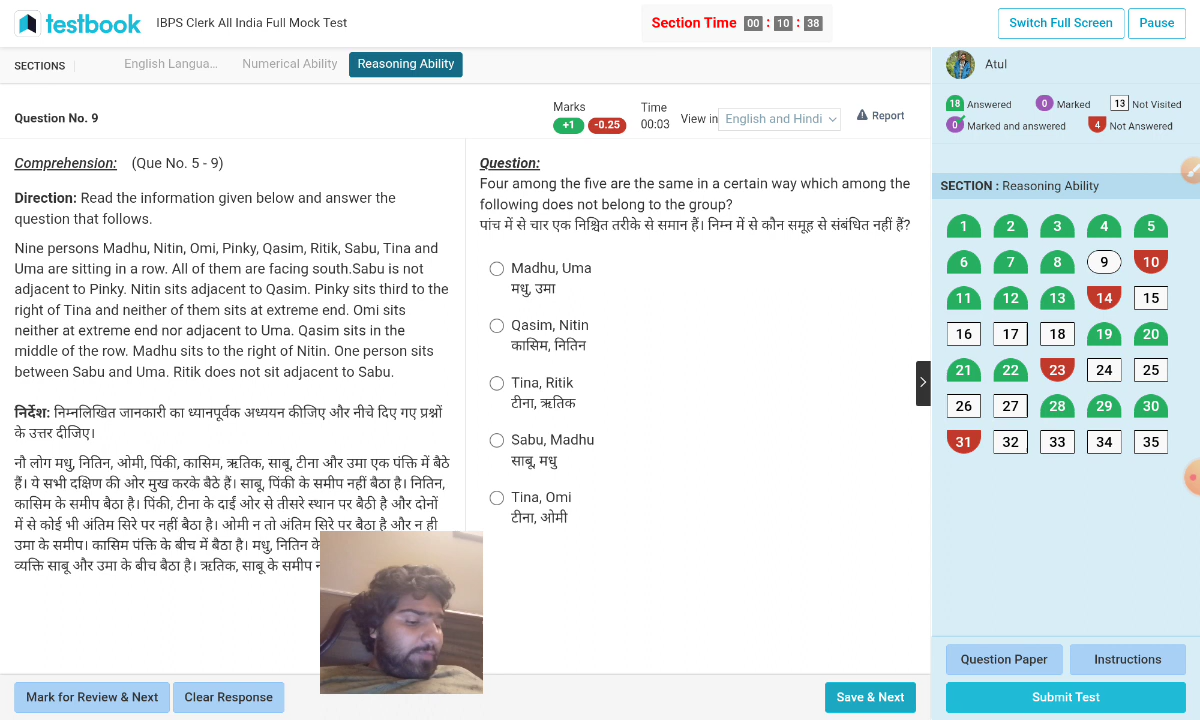 testbook
IBPS Clerk All India Full Mock Test
Section Time 00 : 10 : 38
Switch Full Screen
Pause
SECTIONS
English Langua...
Numerical Ability
Reasoning Ability
Atul
18 Answered
0 Marked
13 Not Visited
0 Marked and answered
4 Not Answered
Question No. 9
Marks
+1 -0.25
Time
00:03
View in English and Hindi
Report
Comprehension: (Que No. 5 - 9)
Direction: Read the information given below and answer the
question that follows.
Nine persons Madhu, Nitin, Omi, Pinky, Qasim, Ritik, Sabu, Tina and
Uma are sitting in a row. All of them are facing south.Sabu is not
adjacent to Pinky. Nitin sits adjacent to Qasim. Pinky sits third to the
right of Tina and neither of them sits at extreme end. Omi sits
neither at extreme end nor adjacent to Uma. Qasim sits in the
middle of the row. Madhu sits to the right of Nitin. One person sits
between Sabu and Uma. Ritik does not sit adjacent to Sabu.
निर्देश: निम्नलिखित जानकारी का ध्यानपूर्वक अध्ययन कीजिए और नीचे दिए गए प्रश्नों
के उत्तर दीजिए।
नौ लोग मधु, नितिन, ओमी, पिंकी, कासिम, ऋतिक, साबू, टीना और उमा एक पंक्ति में बैठे
हैं। ये सभी दक्षिण की ओर मुख करके बैठे हैं। साबू, पिंकी के समीप नहीं बैठा है। नितिन,
कासिम के समीप बैठा है। पिंकी, टीना के दाईं ओर से तीसरे स्थान पर बैठी है और दोनों
में से कोई भी अंतिम सिरे पर नहीं बैठा है। ओमी न तो अंतिम सिरे पर बैठा है और न ही
उमा के समीप। कासिम पंक्ति के बीच में बैठा है। मधु, नितिन के
व्यक्ति साबू और उमा के बीच बैठा है। ऋतिक, साबू के समीप
Question:
Four among the five are the same in a certain way which among the
following does not belong to the group?
पांच में से चार एक निश्चित तरीके से समान हैं। निम्न में से कौन समूह से संबंधित नहीं हैं?
Madhu, Uma
मधु, उमा
Qasim, Nitin
कासिम, नितिन
Tina, Ritik
टीना, ऋतिक
Sabu, Madhu
साबू, मधु
Tina, Omi
टीना, ओमी
SECTION : Reasoning Ability
1 2 3 4 5
6 7 8 9 10
11 12 13 14 15
16 17 18 19 20
21 22 23 24 25
26 27 28 29 30
31 32 33 34 35
Question Paper
Instructions
Mark for Review & Next
Clear Response
Save & Next
Submit Test